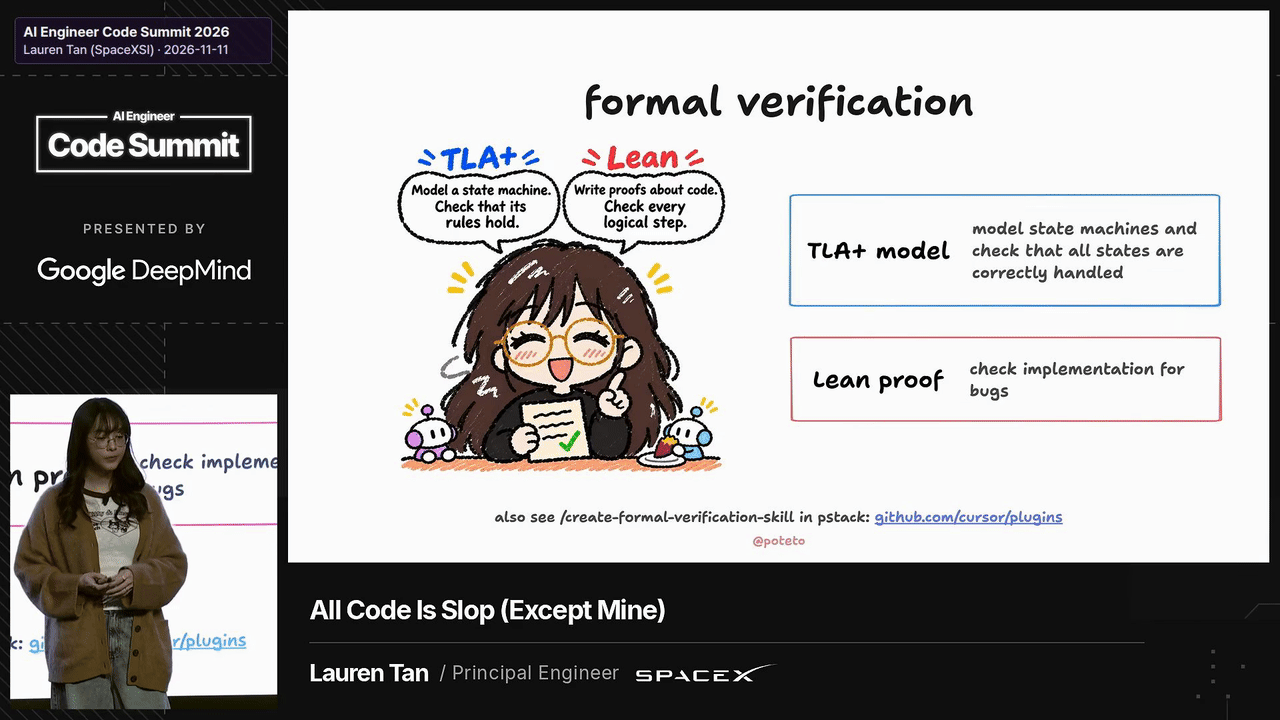 AI Engineer Code Summit 2026
Lauren Tan (SpaceXSI) · 2026-11-11
AI Engineer
Code Summit
PRESENTED BY
Google DeepMind
formal verification
TLA+
Model a state machine.
Check that its
rules hold.
Lean
Write proofs about code.
Check every
logical step.
TLA+ model
model state machines and
check that all states are
correctly handled
Lean proof
check implementation for
bugs
also see /create-formal-verification-skill in pstack: github.com/cursor/plugins
@poteto
check impleme
ugs
k: gi
r/plugins
All Code Is Slop (Except Mine)
Lauren Tan / Principal Engineer SPACEX